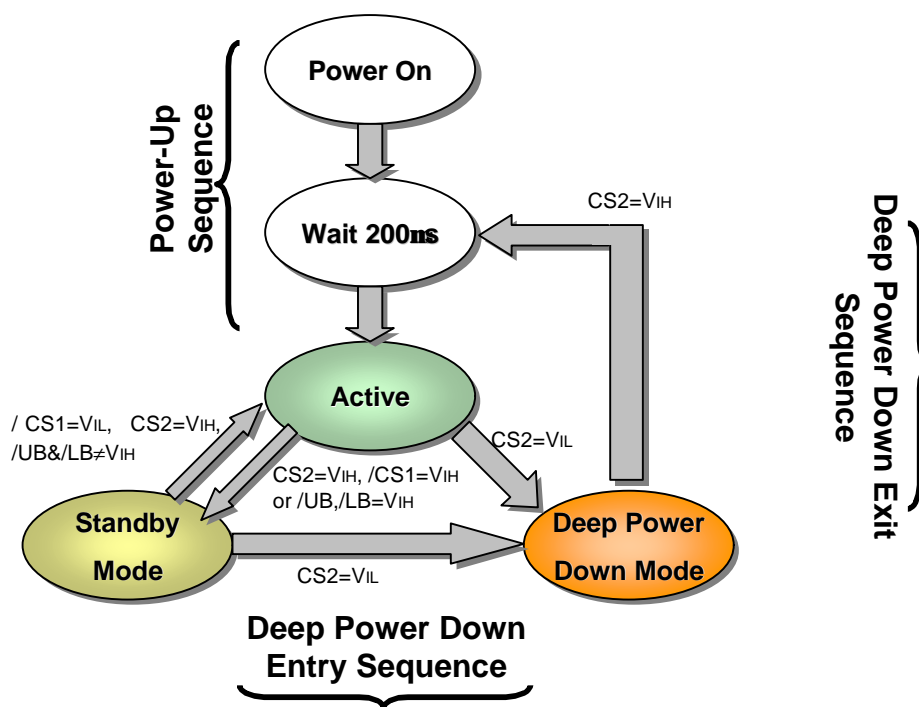 Power On
Power-Up
Sequence
Wait 200
CS2=VIH
Deep Power Down Exit
Sequence
Active
/ CS1=VIL, CS2=VIH,
/UB&/LB≠VIH
CS2=VIL
CS2=VIH, /CS1=VIH
or /UB,/LB=VIH
Standby
Mode
Deep Power
Down Mode
CS2=VIL
Deep Power Down
Entry Sequence